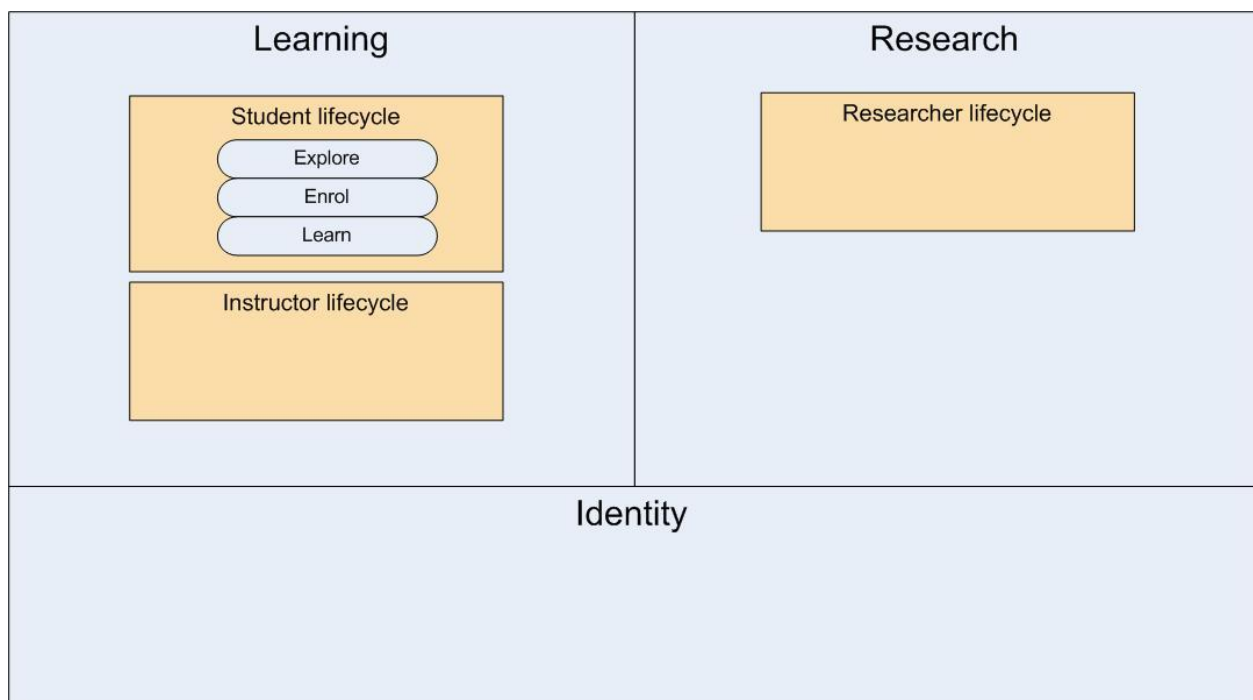 Learning
Student lifecycle
Explore
Enrol
Learn
Instructor lifecycle
Research
Researcher lifecycle
Identity